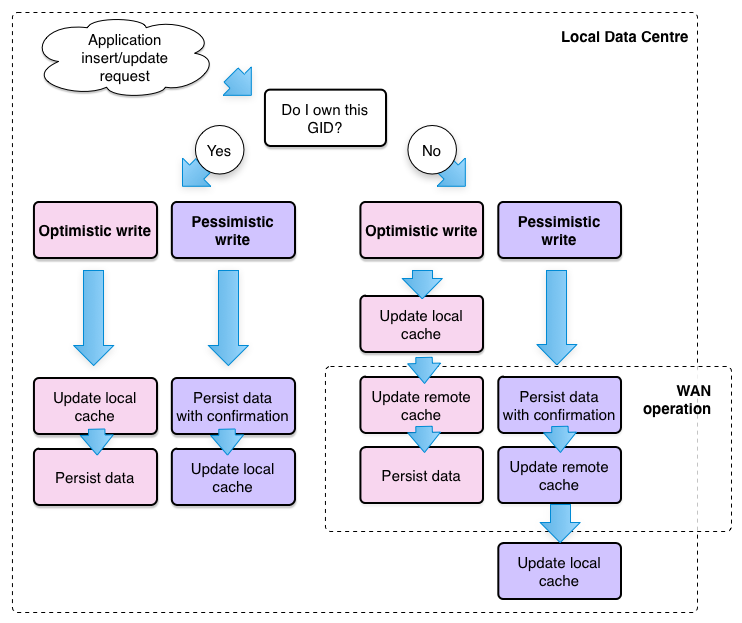 Application
insert/update
request
Local Data Centre
Do I own this
GID?
Yes
No
Optimistic write
Pessimistic
write
Optimistic write
Pessimistic
write
Update local
cache
Update local
cache
Persist data
with confirmation
Update remote
cache
Persist data
with confirmation
WAN
operation
Persist data
Update local
cache
Persist data
Update remote
cache
Update local
cache